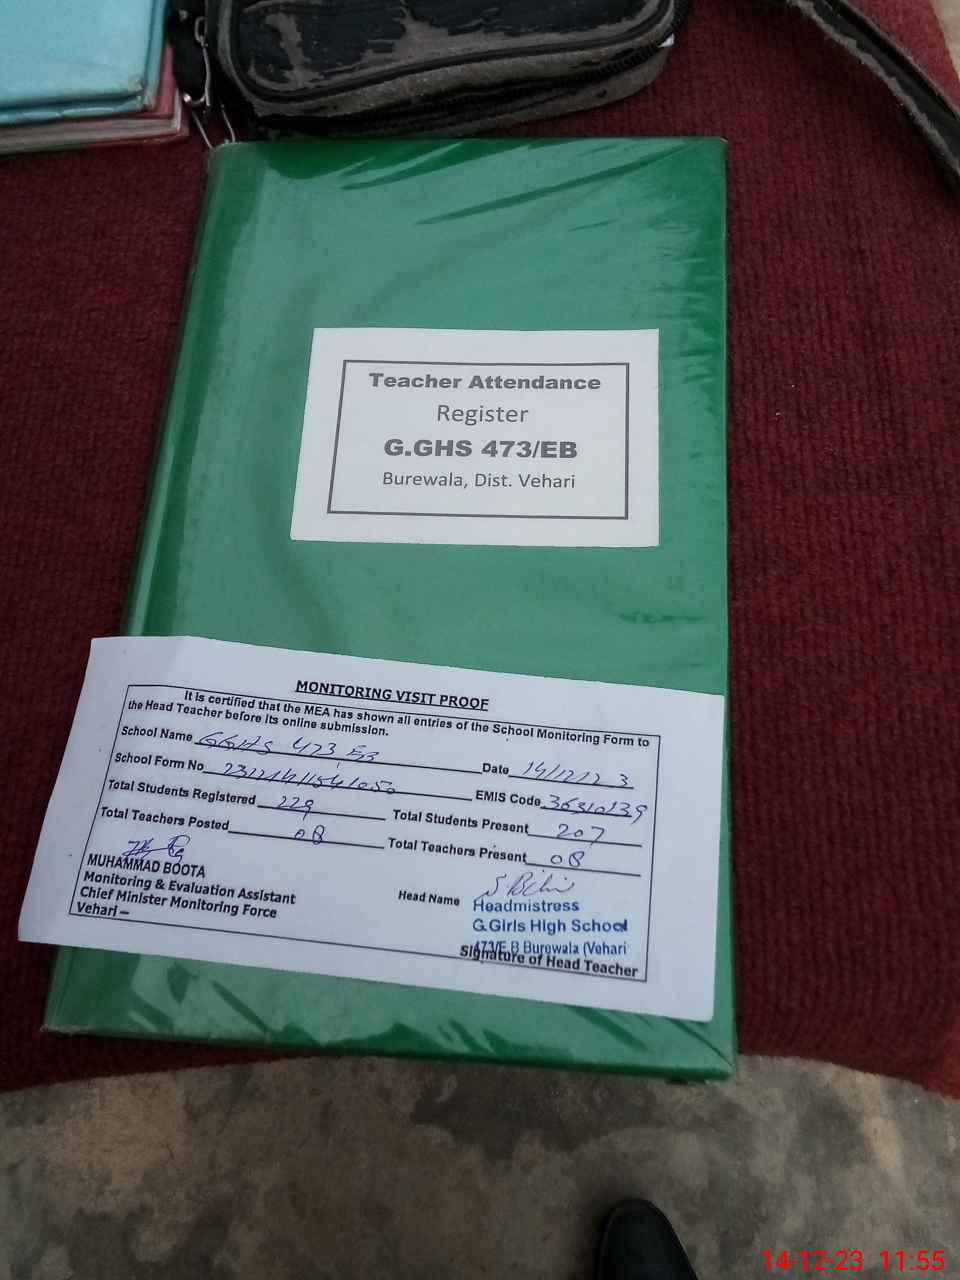 Teacher Attendance
Register
G.GHS 473/EB
Burewala, Dist. Vehari
MONITORING VISIT PROOF
It is certified that the MEA has shown all entries of the School Monitoring Form to
the Head Teacher before its online submission.
School Name GGHS 473 EB Date 14/12/23
School Form No EMIS Code 36310139
Total Students Registered 229 Total Students Present 207
Total Teachers Posted 08 Total Teachers Present 08
MUHAMMAD BOOTA
Monitoring & Evaluation Assistant
Chief Minister Monitoring Force
Vehari –
Head Name
Headmistress
G.Girls High School
473/E.B Burewala (Vehari
Signature of Head Teacher
14-12-23 11:55